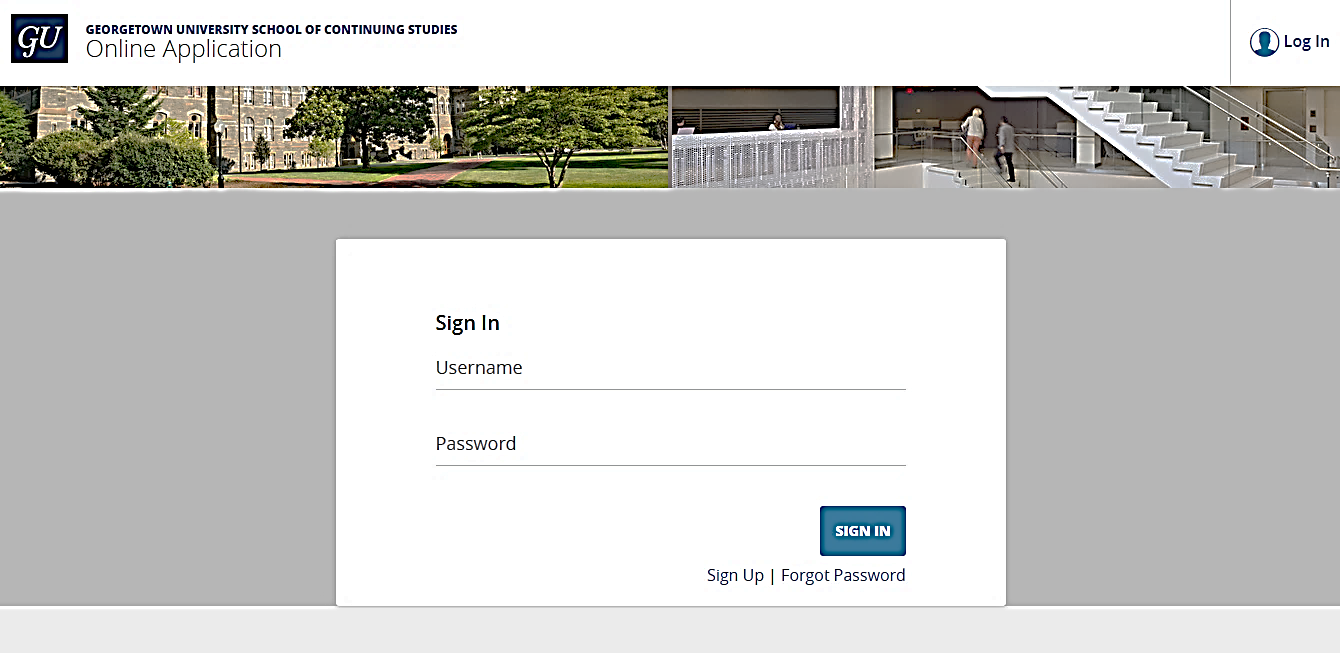 GU
GEORGETOWN UNIVERSITY SCHOOL OF CONTINUING STUDIES
Online Application
Log In
Sign In
Username
Password
SIGN IN
Sign Up | Forgot Password